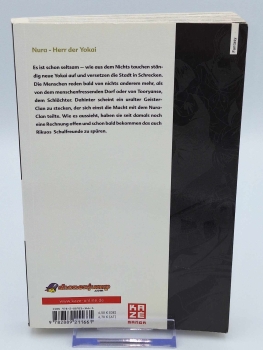 Nura - Herr der Yokai
Fantasy
Es ist schon seltsam – wie aus dem Nichts tauchen stän-
dig neue Yokai auf und versetzen die Stadt in Schrecken.
Die Menschen reden bald von nichts anderem mehr, als
von dem menschenfressenden Dorf oder von Tooryanse,
dem Schlächter. Dahinter scheint ein uralter Geister-
Clan zu stecken, der sich einst die Macht mit dem Nura-
Clan teilte. Wie es aussieht, haben sie mit damals noch
eine Rechnung offen und schon bald bekommen das auch
Rikuos' Schulfreunde zu spüren.
KAZÉ
MANGA